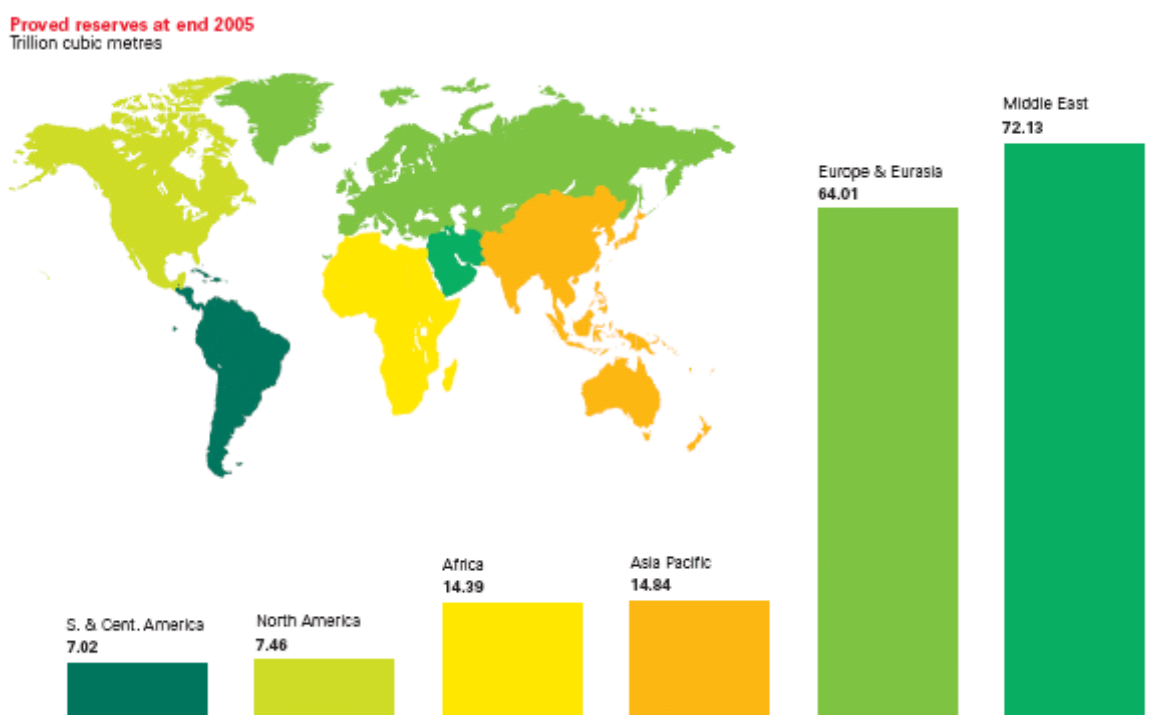 Proved reserves at end 2005
Trillion cubic metres
Middle East
72.13
Europe & Eurasia
64.01
Africa
14.39
Asia Pacific
14.84
S. & Cent. America
7.02
North America
7.46